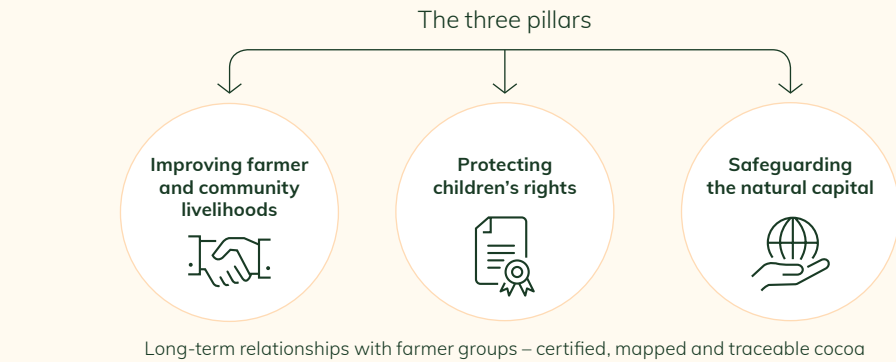 The three pillars
Improving farmer
and community
livelihoods
Protecting
children’s rights
Safeguarding
the natural capital
Long-term relationships with farmer groups – certified, mapped and traceable cocoa